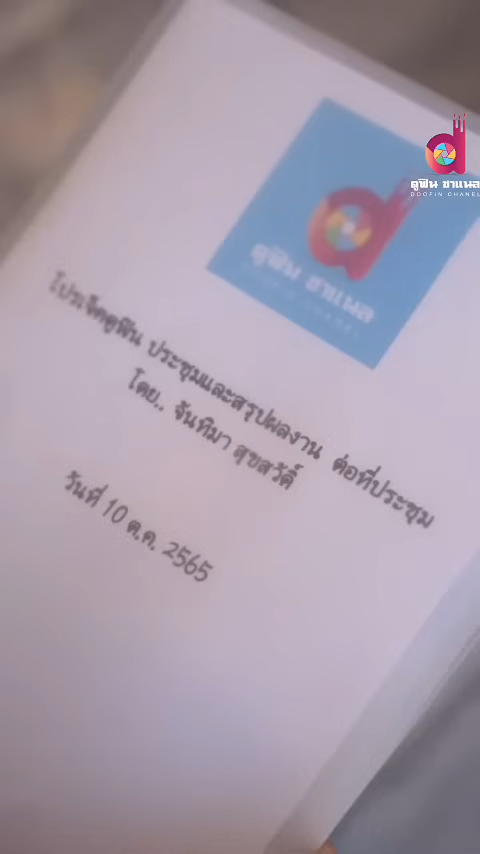 ดูฟิน ชาแนล
DOOFIN CHANEL
ดูฟิน ชาแนล
DOOFIN CHANEL
โปรเจ็คดูฟิน ประชุมและสรุปผลงาน ต่อที่ประชุม
โดย.. จันทิมา สุขสวัดิ์
วันที่ 10 ต.ค. 2565